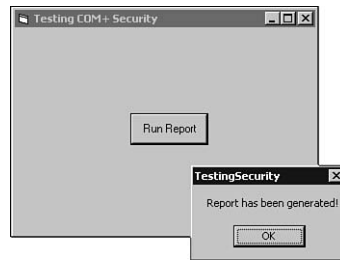 Testing COM+ Security
Run Report
TestingSecurity
Report has been generated!
OK